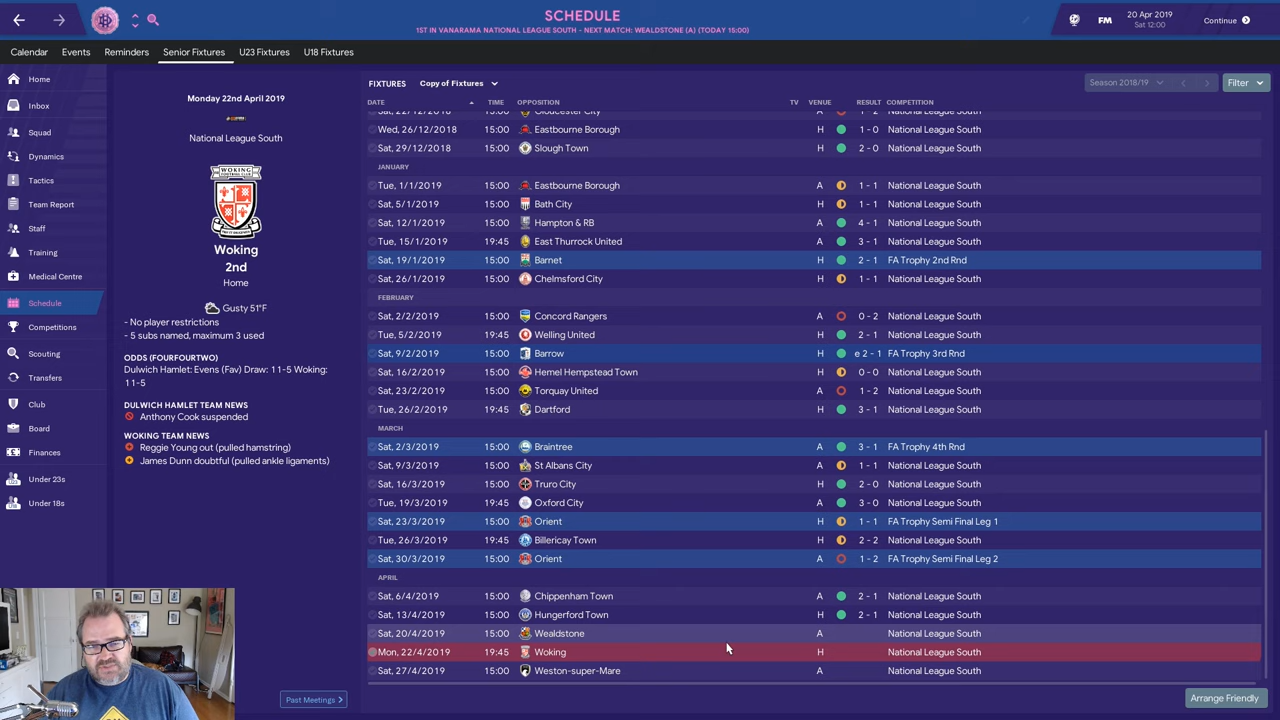 SCHEDULE
1ST IN VANARAMA NATIONAL LEAGUE SOUTH - NEXT MATCH: WEALDSTONE (A) (TODAY 15:00)
FM
20 Apr 2019
Sat 12:00
Continue
Calendar Events Reminders Senior Fixtures U23 Fixtures U18 Fixtures
Home
Inbox
Squad
Dynamics
Tactics
Team Report
Staff
Training
Medical Centre
Schedule
Competitions
Scouting
Transfers
Club
Board
Finances
Under 23s
Under 18s
Monday 22nd April 2019
National League South
WOKING
Woking
2nd
Home
Gusty 51°F
- No player restrictions
- 5 subs named, maximum 3 used
ODDS (FOURFOURTWO)
Dulwich Hamlet: Evens (Fav) Draw: 11-5 Woking:
11-5
DULWICH HAMLET TEAM NEWS
Anthony Cook suspended
WOKING TEAM NEWS
Reggie Young out (pulled hamstring)
James Dunn doubtful (pulled ankle ligaments)
Past Meetings
FIXTURES Copy of Fixtures Season 2018/19 Filter
DATE TIME OPPOSITION TV VENUE RESULT COMPETITION
Sat, 22/12/2018 15:00 Gloucester City A 1 - 2 National League South
Wed, 26/12/2018 15:00 Eastbourne Borough H 1 - 0 National League South
Sat, 29/12/2018 15:00 Slough Town H 2 - 0 National League South
JANUARY
Tue, 1/1/2019 15:00 Eastbourne Borough A 1 - 1 National League South
Sat, 5/1/2019 15:00 Bath City H 1 - 1 National League South
Sat, 12/1/2019 15:00 Hampton & RB A 4 - 1 National League South
Tue, 15/1/2019 19:45 East Thurrock United A 3 - 1 National League South
Sat, 19/1/2019 15:00 Barnet H 2 - 1 FA Trophy 2nd Rnd
Sat, 26/1/2019 15:00 Chelmsford City H 1 - 1 National League South
FEBRUARY
Sat, 2/2/2019 15:00 Concord Rangers A 0 - 2 National League South
Tue, 5/2/2019 19:45 Welling United H 2 - 1 National League South
Sat, 9/2/2019 15:00 Barrow H e 2 - 1 FA Trophy 3rd Rnd
Sat, 16/2/2019 15:00 Hemel Hempstead Town H 0 - 0 National League South
Sat, 23/2/2019 15:00 Torquay United A 1 - 2 National League South
Tue, 26/2/2019 19:45 Dartford H 3 - 1 National League South
MARCH
Sat, 2/3/2019 15:00 Braintree A 3 - 1 FA Trophy 4th Rnd
Sat, 9/3/2019 15:00 St Albans City A 1 - 1 National League South
Sat, 16/3/2019 15:00 Truro City H 2 - 0 National League South
Tue, 19/3/2019 19:45 Oxford City A 3 - 0 National League South
Sat, 23/3/2019 15:00 Orient H 1 - 1 FA Trophy Semi Final Leg 1
Tue, 26/3/2019 19:45 Billericay Town H 2 - 2 National League South
Sat, 30/3/2019 15:00 Orient A 1 - 2 FA Trophy Semi Final Leg 2
APRIL
Sat, 6/4/2019 15:00 Chippenham Town A 2 - 1 National League South
Sat, 13/4/2019 15:00 Hungerford Town H 2 - 1 National League South
Sat, 20/4/2019 15:00 Wealdstone A National League South
Mon, 22/4/2019 19:45 Woking H National League South
Sat, 27/4/2019 15:00 Weston-super-Mare A National League South
Arrange Friendly